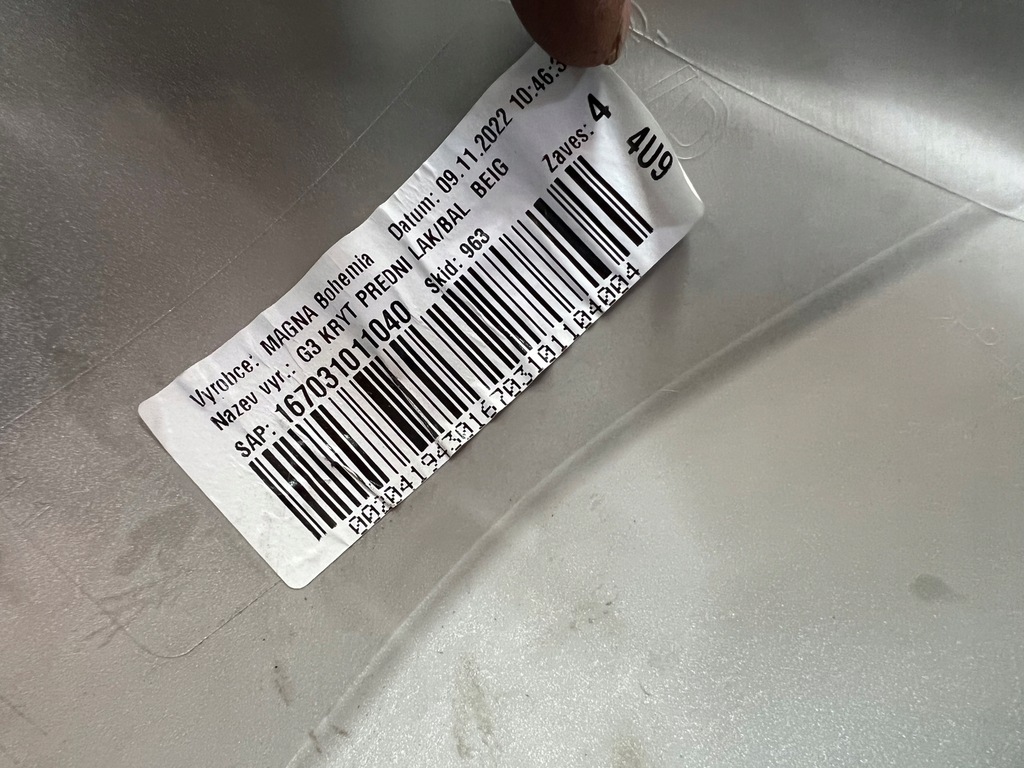 Vyrobce: MAGNA Bohemia Datum: 09.11.2022 10:46:3
Nazev vyr.: G3 KRYT PREDNI LAK/BAL BEIG
SAP: 167031011040 Skid: 963 Zaves: 4
4U9